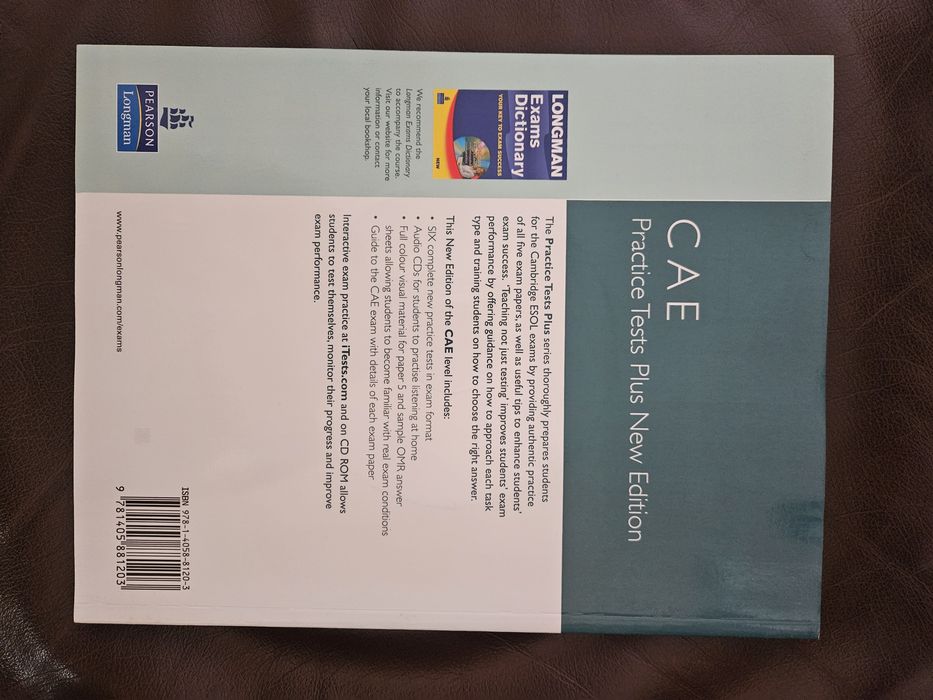 CAE
Practice Tests Plus New Edition
LONGMAN
Exams
Dictionary
YOUR KEY TO EXAM SUCCESS
NEW
We recommend the
Longman Exams Dictionary
to accompany the course.
Visit our website for more
information or contact
your local bookshop.
The Practice Tests Plus series thoroughly prepares students
for the Cambridge ESOL exams by providing authentic practice
of all five exam papers, as well as useful tips to enhance students'
exam success. 'Teaching not just testing' improves students' exam
performance by offering guidance on how to approach each task
type and training students on how to choose the right answer.
This New Edition of the CAE level includes:
• SIX complete new practice tests in exam format
• Audio CDs for students to practise listening at home
• Full colour visual material for paper 5 and sample OMR answer
sheets allowing students to become familiar with real exam conditions
• Guide to the CAE exam with details of each exam paper
Interactive exam practice at iTests.com and on CD ROM allows
students to test themselves, monitor their progress and improve
exam performance.
PEARSON
Longman
www.pearsonlongman.com/exams
ISBN 978-1-4058-8120-3
9 781405 881203